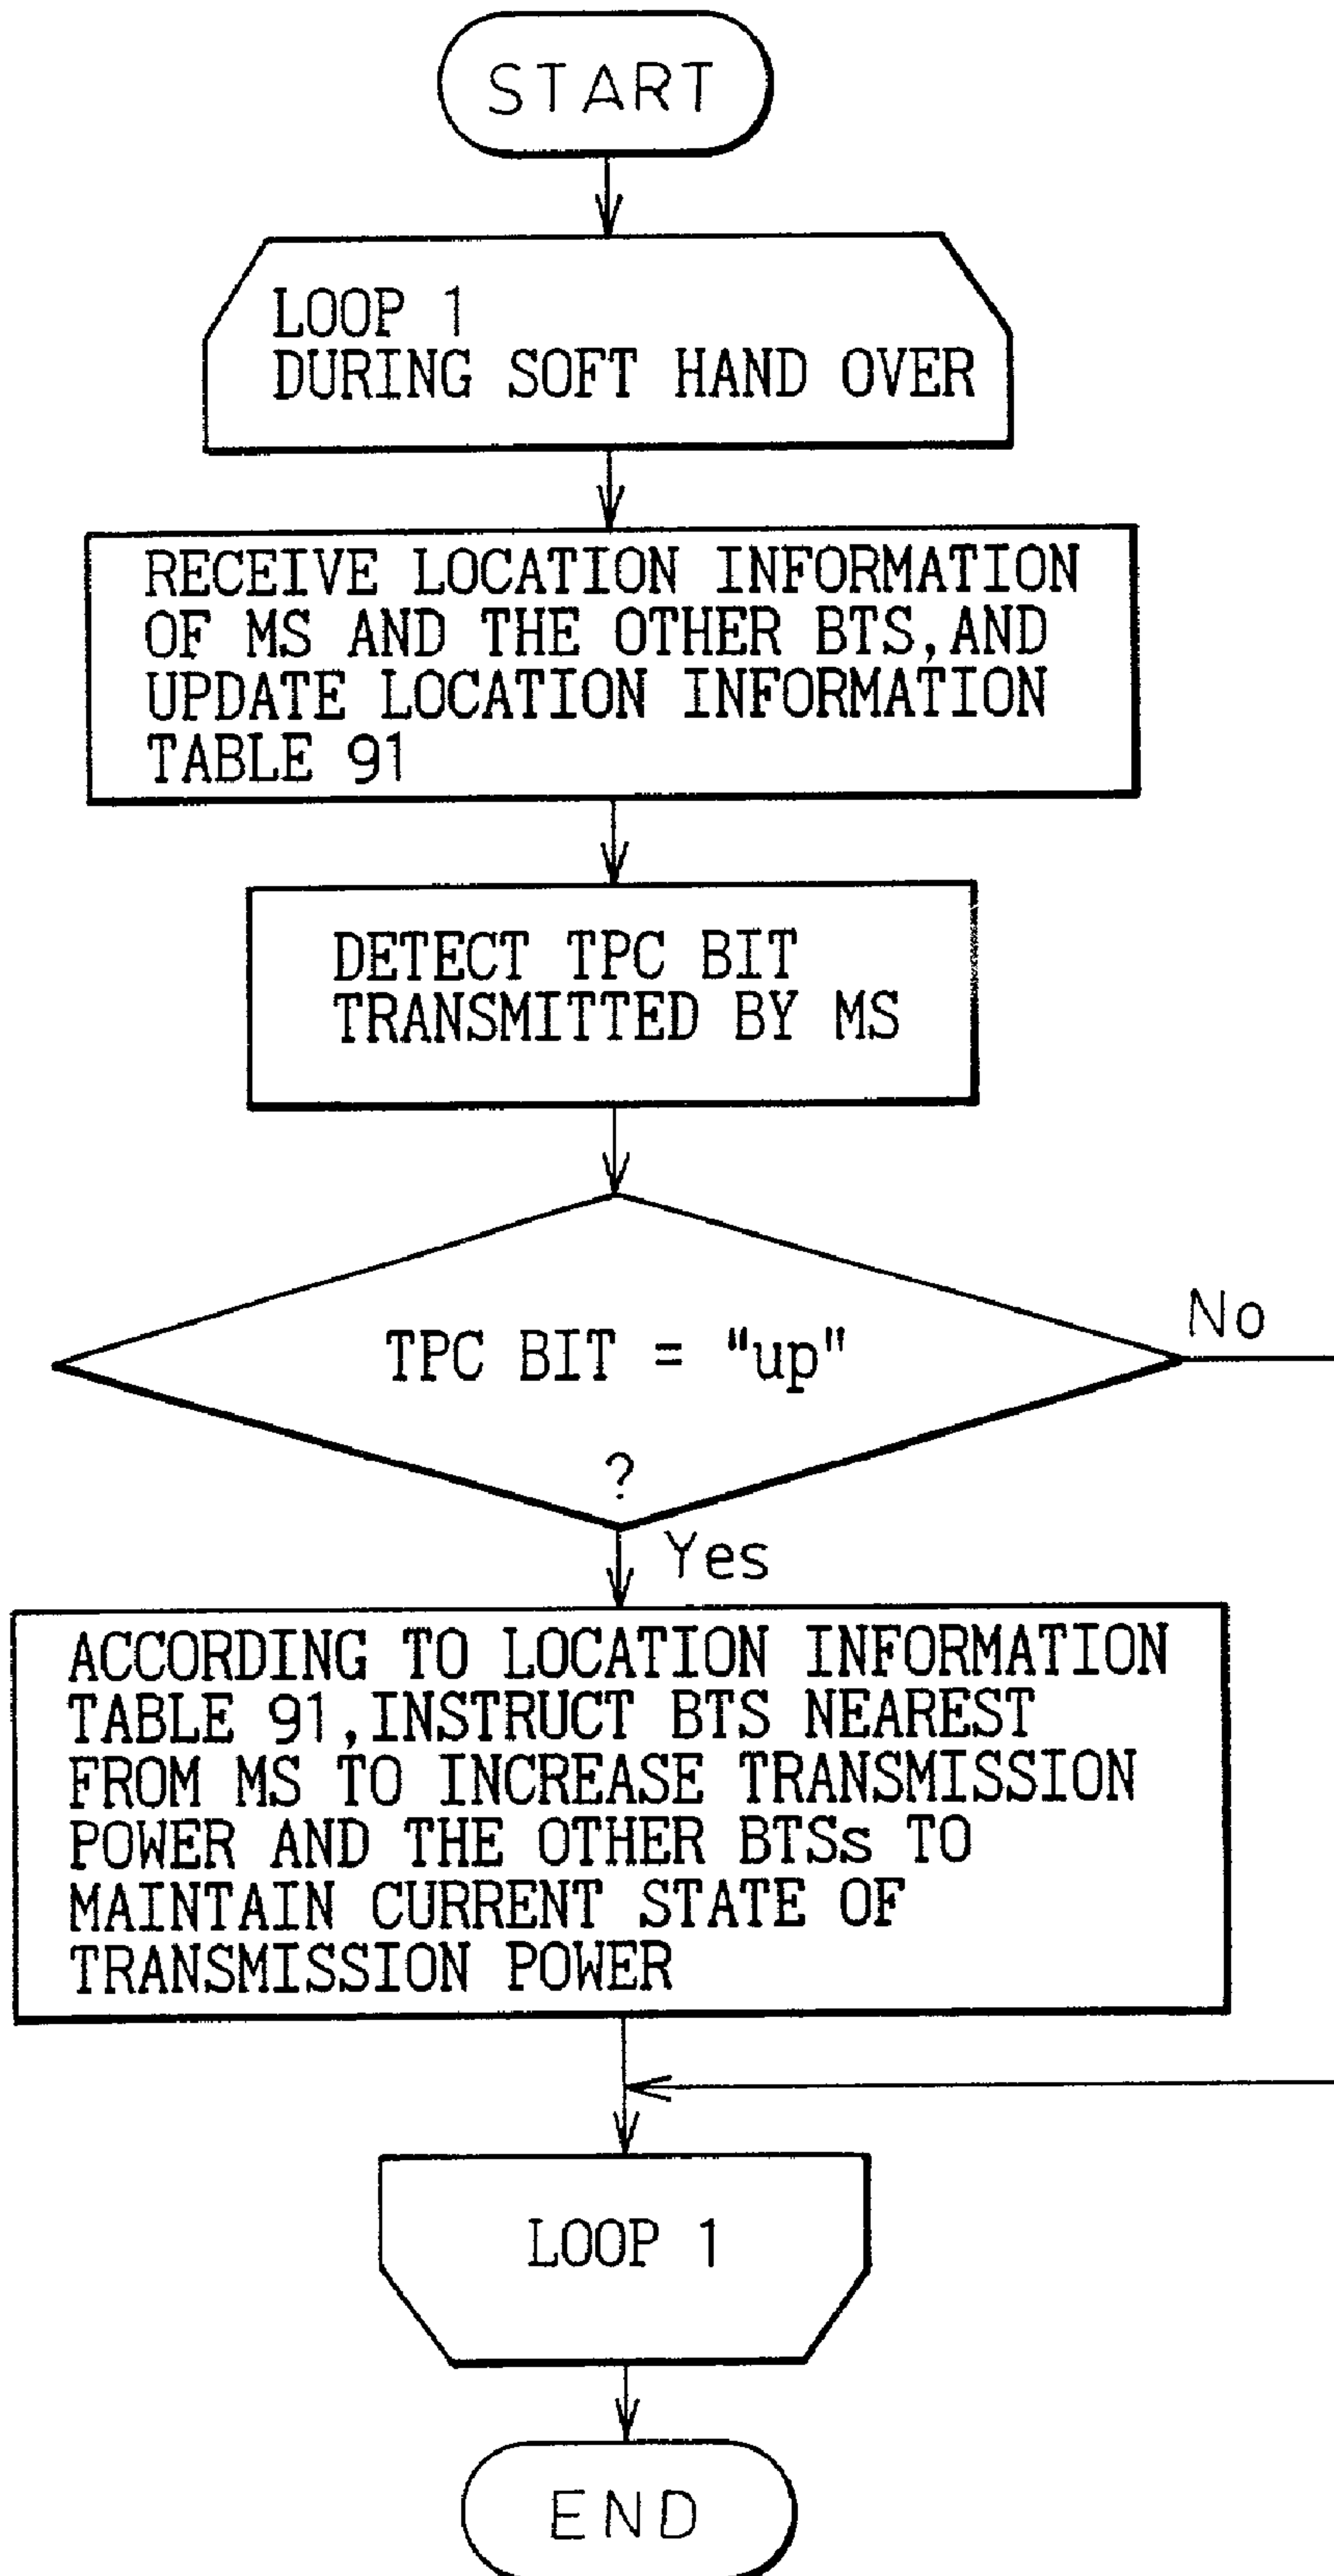 START
LOOP 1
DURING SOFT HAND OVER
RECEIVE LOCATION INFORMATION
OF MS AND THE OTHER BTS,AND
UPDATE LOCATION INFORMATION
TABLE 91
DETECT TPC BIT
TRANSMITTED BY MS
TPC BIT = "up"
?
No
Yes
ACCORDING TO LOCATION INFORMATION
TABLE 91,INSTRUCT BTS NEAREST
FROM MS TO INCREASE TRANSMISSION
POWER AND THE OTHER BTSs TO
MAINTAIN CURRENT STATE OF
TRANSMISSION POWER
LOOP 1
END